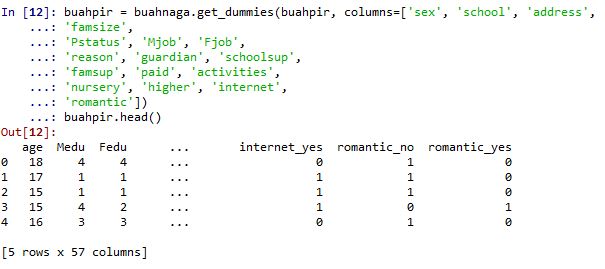 In [12]: buahpir = buahnaga.get_dummies(buahpir, columns=['sex', 'school', 'address',
    ...: 'famsize',
    ...: 'Pstatus', 'Mjob', 'Fjob',
    ...: 'reason', 'guardian', 'schoolsup',
    ...: 'famsup', 'paid', 'activities',
    ...: 'nursery', 'higher', 'internet',
    ...: 'romantic'])
    ...: buahpir.head()
Out[12]:
   age  Medu  Fedu      ...       internet_yes  romantic_no  romantic_yes
0   18     4     4      ...                  0            1             0
1   17     1     1      ...                  1            1             0
2   15     1     1      ...                  1            1             0
3   15     4     2      ...                  1            0             1
4   16     3     3      ...                  0            1             0
[5 rows x 57 columns]